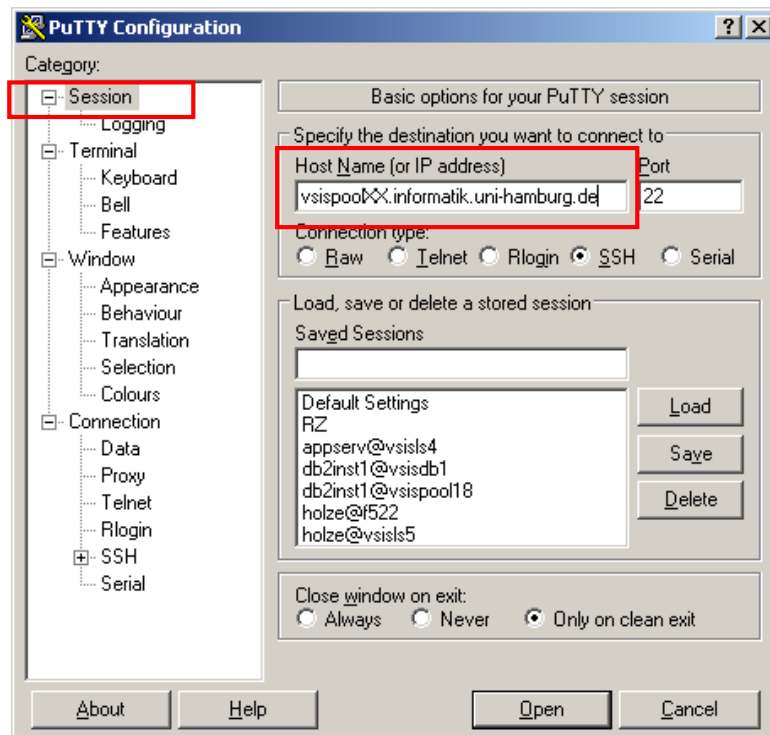 PuTTY Configuration
Category:
Session
Logging
Terminal
Keyboard
Bell
Features
Window
Appearance
Behaviour
Translation
Selection
Colours
Connection
Data
Proxy
Telnet
Rlogin
SSH
Serial
Basic options for your PuTTY session
Specify the destination you want to connect to
Host Name (or IP address) Port
vsispoolXX.informatik.uni-hamburg.de 22
Connection type:
Raw Telnet Rlogin SSH Serial
Load, save or delete a stored session
Saved Sessions
Default Settings
RZ
appserv@vsisls4
db2inst1@vsisdb1
db2inst1@vsispool18
holze@f522
holze@vsisls5
Load
Save
Delete
Close window on exit:
Always Never Only on clean exit
About Help Open Cancel